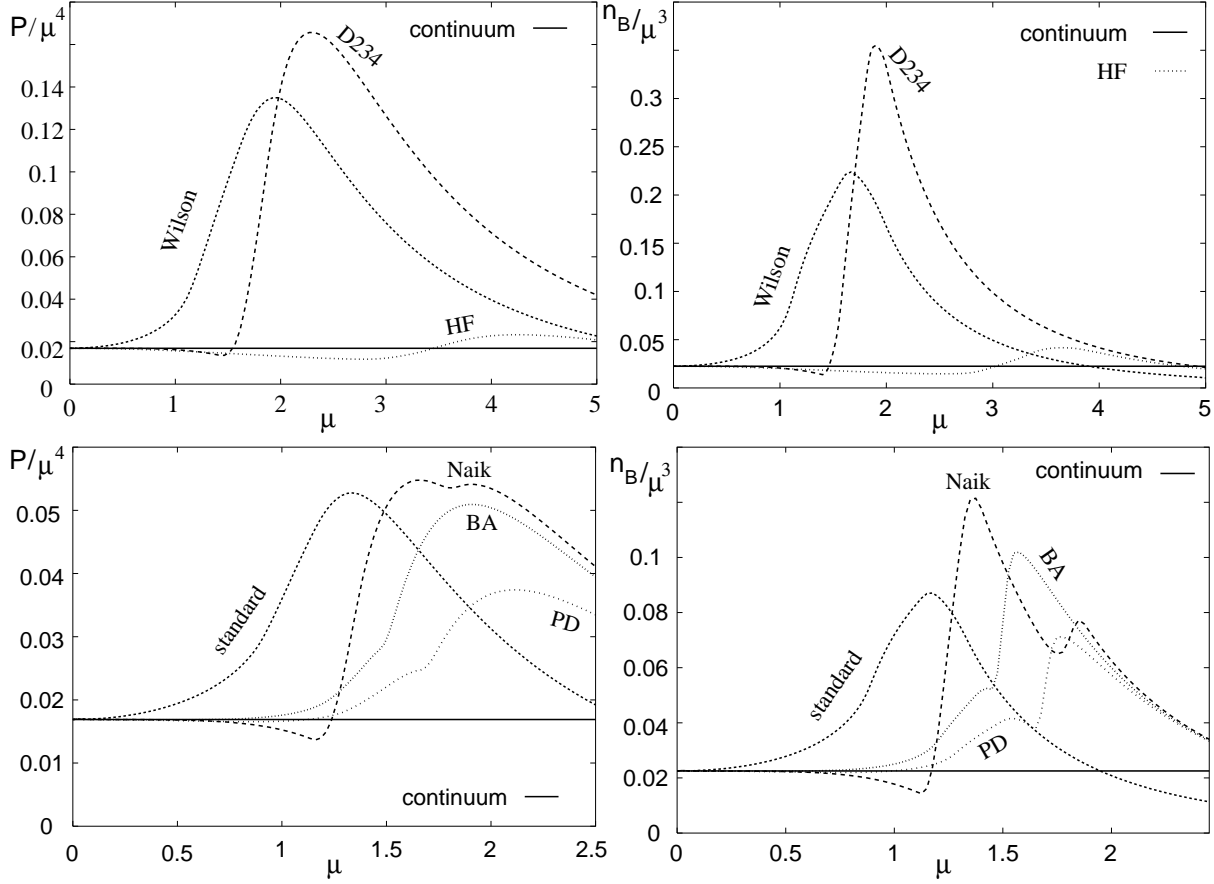 P/μ⁴
continuum
D234
0.14
0.12
0.1
Wilson
0.08
0.06
0.04
HF
0.02
0
0 1 2 3 4 5
μ
n_B/μ³
continuum
D234
HF
0.35
0.3
0.25
0.2
0.15
Wilson
0.1
0.05
0
0 1 2 3 4 5
μ
P/μ⁴
Naik
0.05
BA
0.04
standard
PD
0.03
0.02
0.01
continuum
0
0 0.5 1 1.5 2 2.5
μ
n_B/μ³
continuum
Naik
0.1
BA
0.08
standard
0.06
0.04
PD
0.02
0
0 0.5 1 1.5 2
μ